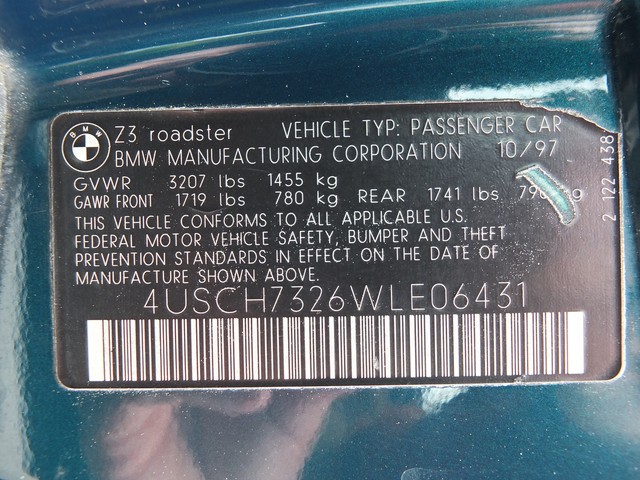 BMW
Z3 roadster VEHICLE TYP: PASSENGER CAR
BMW MANUFACTURING CORPORATION 10/97
GVWR 3207 lbs 1455 kg
GAWR FRONT 1719 lbs 780 kg REAR 1741 lbs kg
THIS VEHICLE CONFORMS TO ALL APPLICABLE U.S.
FEDERAL MOTOR VEHICLE SAFETY, BUMPER AND THEFT
PREVENTION STANDARDS IN EFFECT ON THE DATE OF
MANUFACTURE SHOWN ABOVE.
4USCH7326WLE06431
2 122 438